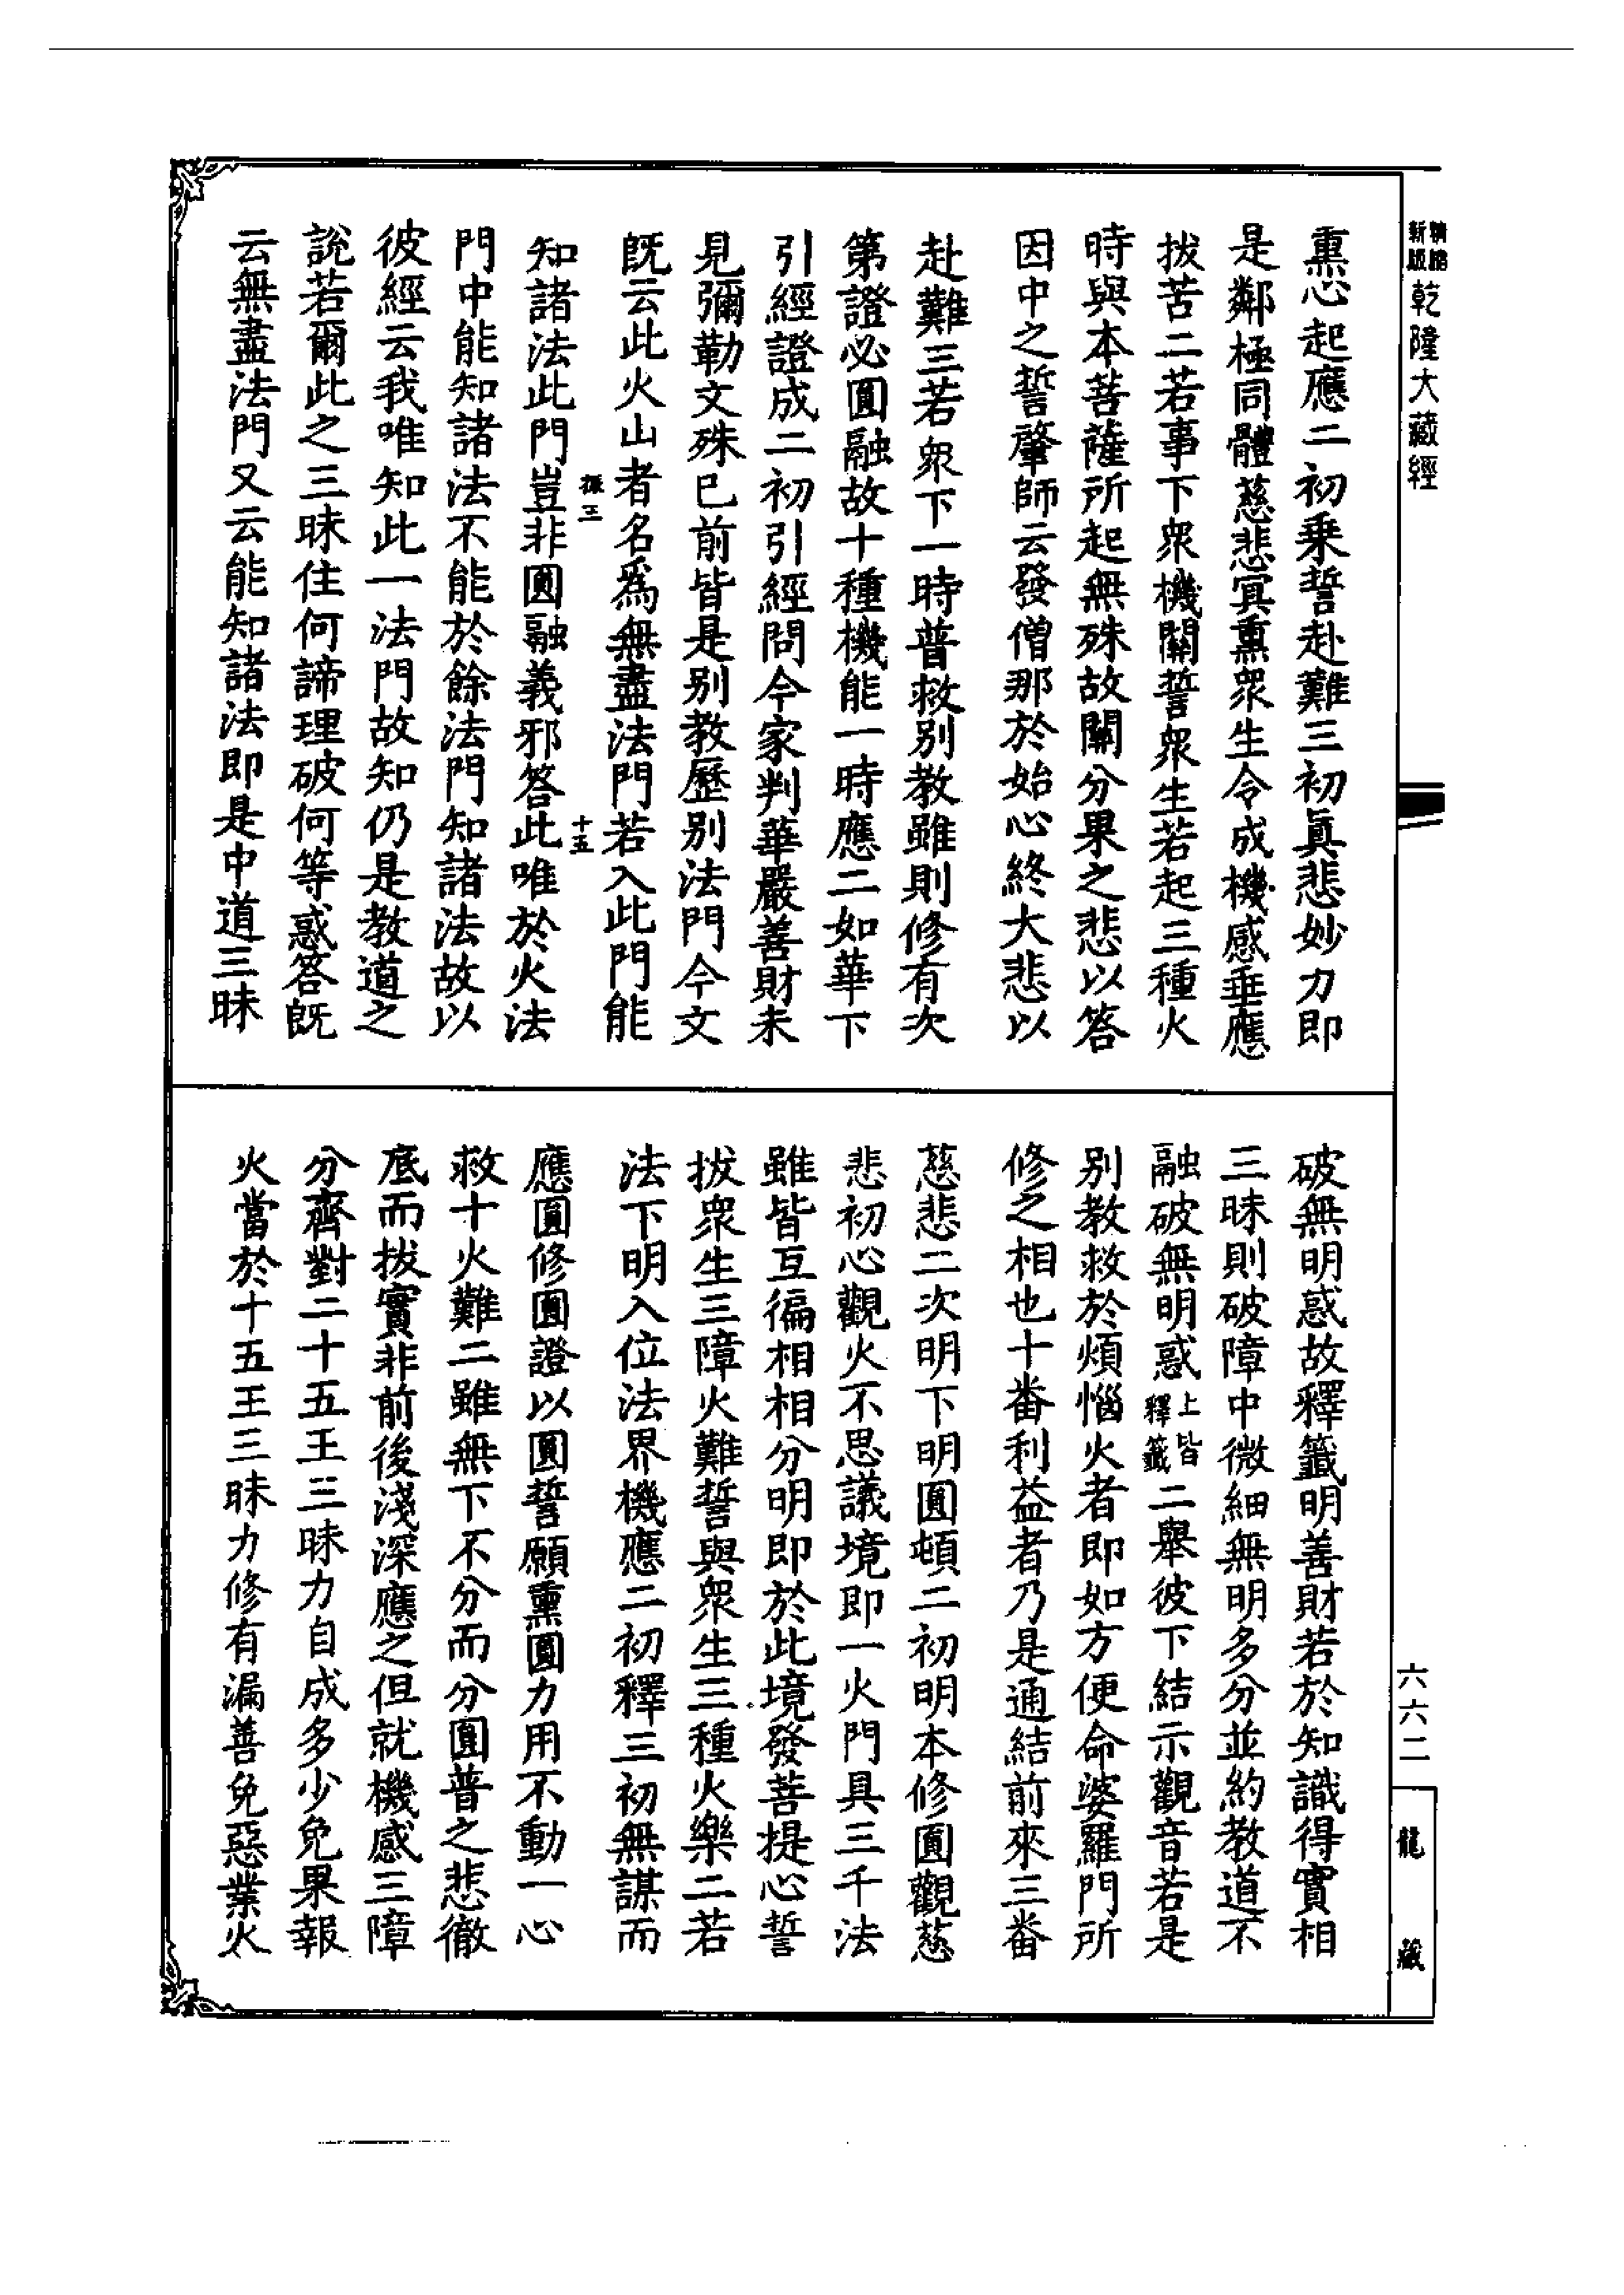 新版
精縮
乾隆大藏經
熏心起應二初乘誓赴難三初眞悲妙力即
是鄰極同體慈悲冥熏衆生令成機感垂應
拔苦二若事下衆機關誓衆生若起三種火
時與本菩薩所起無殊故關分果之悲以答
因中之誓肇師云發僧那於始心終大悲以
赴難三若衆下一時普救別教雖則修有次
第證必圓融故十種機能一時應二如華下
引經證成二初引經問今家判華嚴善財未
見彌勒文殊已前皆是別教歷別法門今文
旣云此火山者名爲無盡法門若入此門能
振三
十五
知諸法此門豈非圓融義邪答此唯於火法
門中能知諸法不能於餘法門知諸法故以
彼經云我唯知此一法門故知仍是教道之
說若爾此之三昧住何諦理破何等惑答旣
云無盡法門又云能知諸法即是中道三昧
破無明惑故釋籤明善財若於知識得實相
三昧則破障中微細無明多分並約教道不
融破無明惑上皆釋籤二舉彼下結示觀音若是
別教救於煩惱火者即如方便命婆羅門所
修之相也十番利益者乃是通結前來三番
慈悲二次明下明圓頓二初明本修圓觀慈
悲初心觀火不思議境即一火門具三千法
雖皆互徧相相分明即於此境發菩提心誓
拔衆生三障火難誓與衆生三種火樂二若
法下明入位法界機應二初釋三初無謀而
應圓修圓證以圓誓願熏圓力用不動一心
救十火難二雖無下不分而分圓普之悲徹
底而拔實非前後淺深應之但就機感三障
分齊對二十五王三昧力自成多少免果報
火當於十五王三昧力修有漏善免惡業火
六六二
龍藏